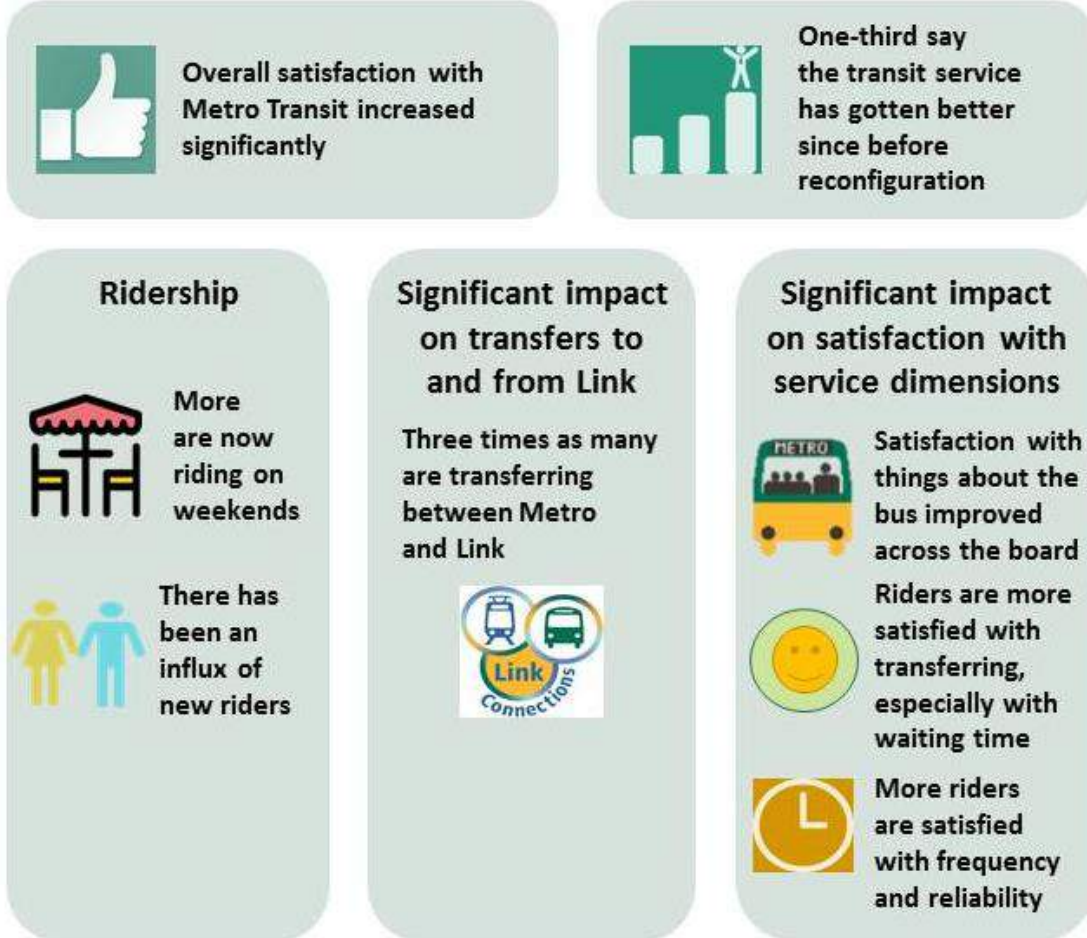 Overall satisfaction with
Metro Transit increased
significantly
One-third say
the transit service
has gotten better
since before
reconfiguration
Ridership
More
are now
riding on
weekends
There has
been an
influx of
new riders
Significant impact
on transfers to
and from Link
Three times as many
are transferring
between Metro
and Link
Link
Connections
Significant impact
on satisfaction with
service dimensions
METRO
Satisfaction with
things about the
bus improved
across the board
Riders are more
satisfied with
transferring,
especially with
waiting time
More riders
are satisfied
with frequency
and reliability